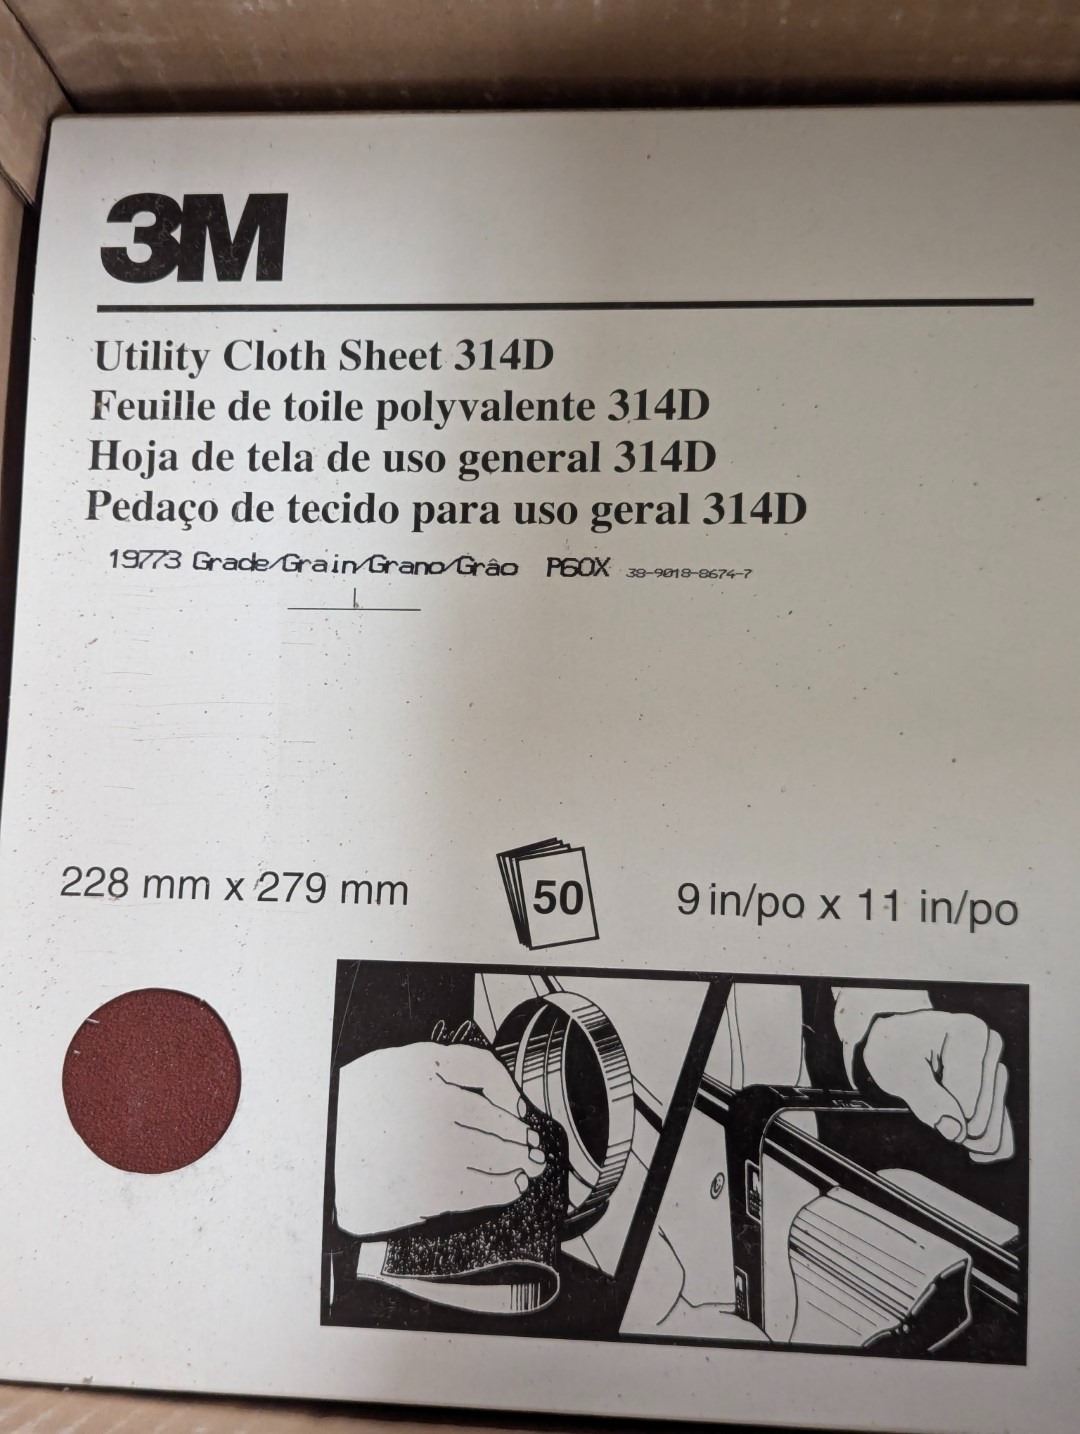 3M
Utility Cloth Sheet 314D
Feuille de toile polyvalente 314D
Hoja de tela de uso general 314D
Pedaço de tecido para uso geral 314D
19773 Grade/Grain/Grano/Grão P60X 38-9018-8674-7
228 mm x 279 mm
50
9 in/po x 11 in/po